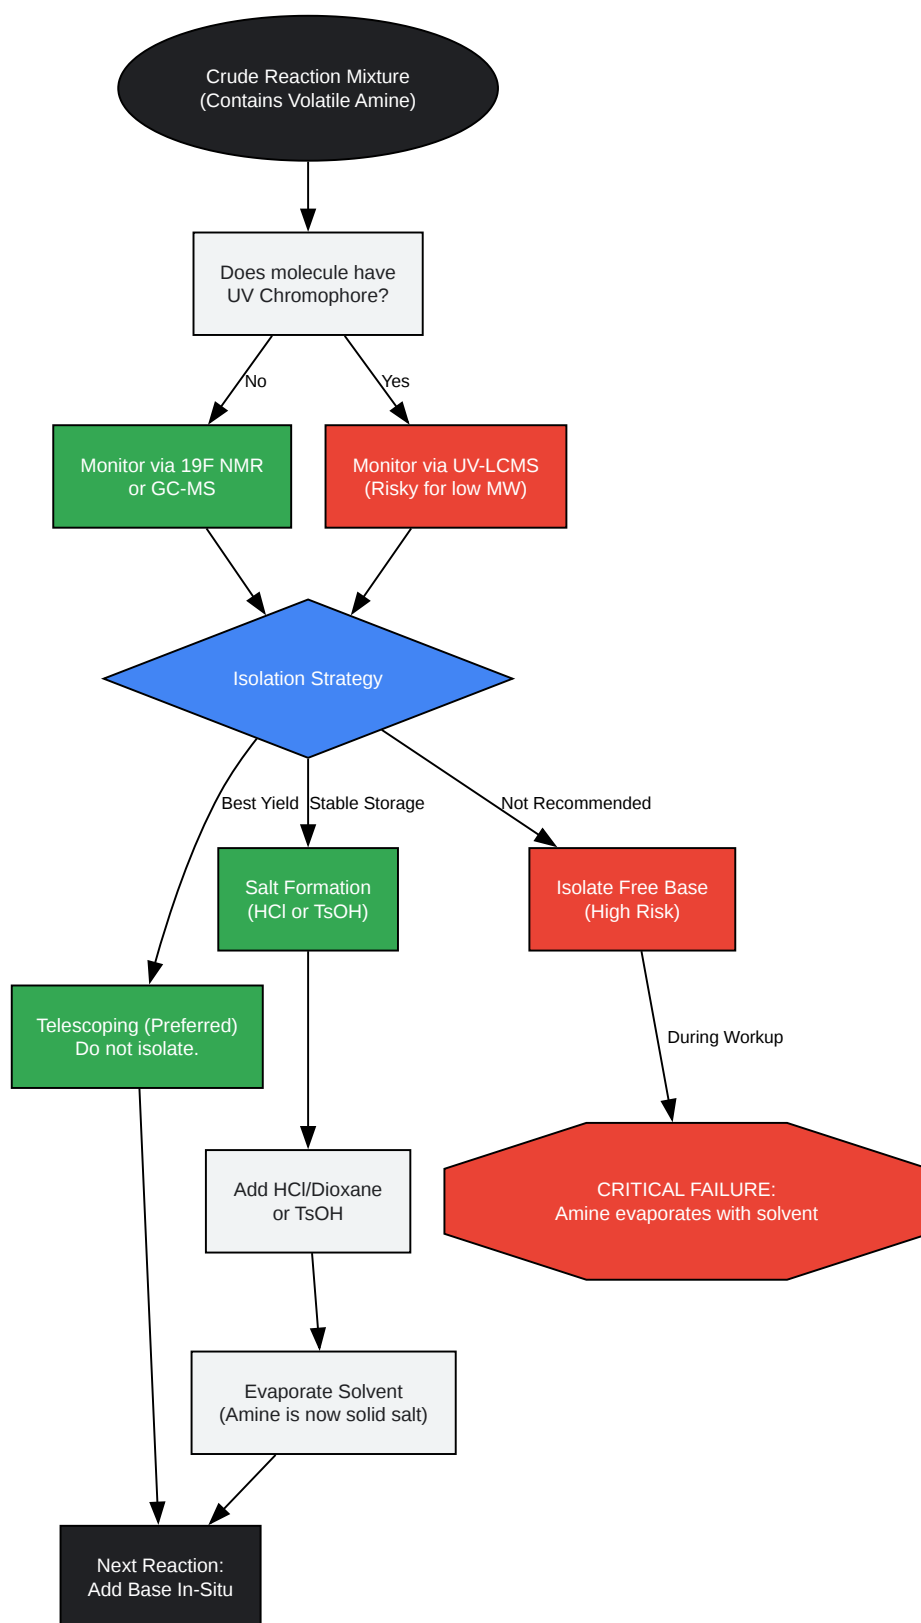 Crude Reaction Mixture
(Contains Volatile Amine)
Does molecule have
UV Chromophore?
No
Yes
Monitor via 19F NMR
or GC-MS
Monitor via UV-LCMS
(Risky for low MW)
Isolation Strategy
Best Yield
Stable Storage
Not Recommended
Salt Formation
(HCl or TsOH)
Isolate Free Base
(High Risk)
Telescoping (Preferred)
Do not isolate.
During Workup
Add HCl/Dioxane
or TsOH
CRITICAL FAILURE:
Amine evaporates with solvent
Evaporate Solvent
(Amine is now solid salt)
Next Reaction:
Add Base In-Situ